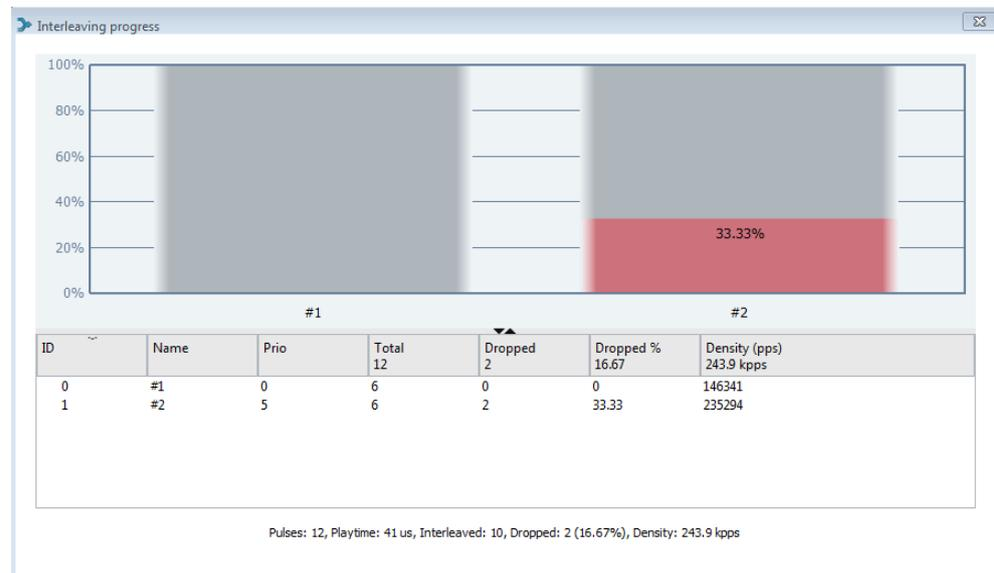 Interleaving progress
100%
80%
60%
40%
20%
0%
33.33%
#1 #2
ID Name Prio Total Dropped Dropped % Density (pps)
12 2 16.67 243.9 kpps
0 #1 0 6 0 0 146341
1 #2 5 6 2 33.33 235294
Pulses: 12, Playtime: 41 us, Interleaved: 10, Dropped: 2 (16.67%), Density: 243.9 kpps